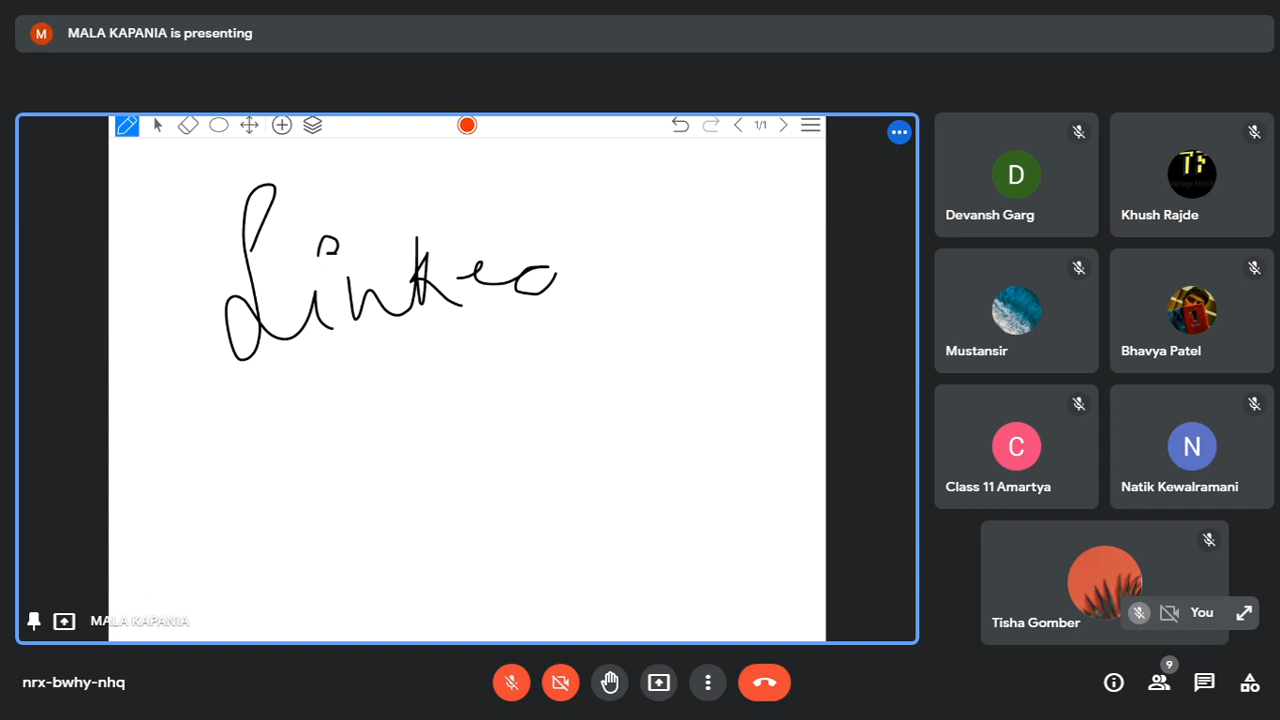 M MALA KAPANIA is presenting
1/1
Linked
D
Devansh Garg
Khush Rajde
Mustansir
Bhavya Patel
C
Class 11 Amartya
N
Natik Kewalramani
Tisha Gomber
You
MALA KAPANIA
nrx-bwhy-nhq
9